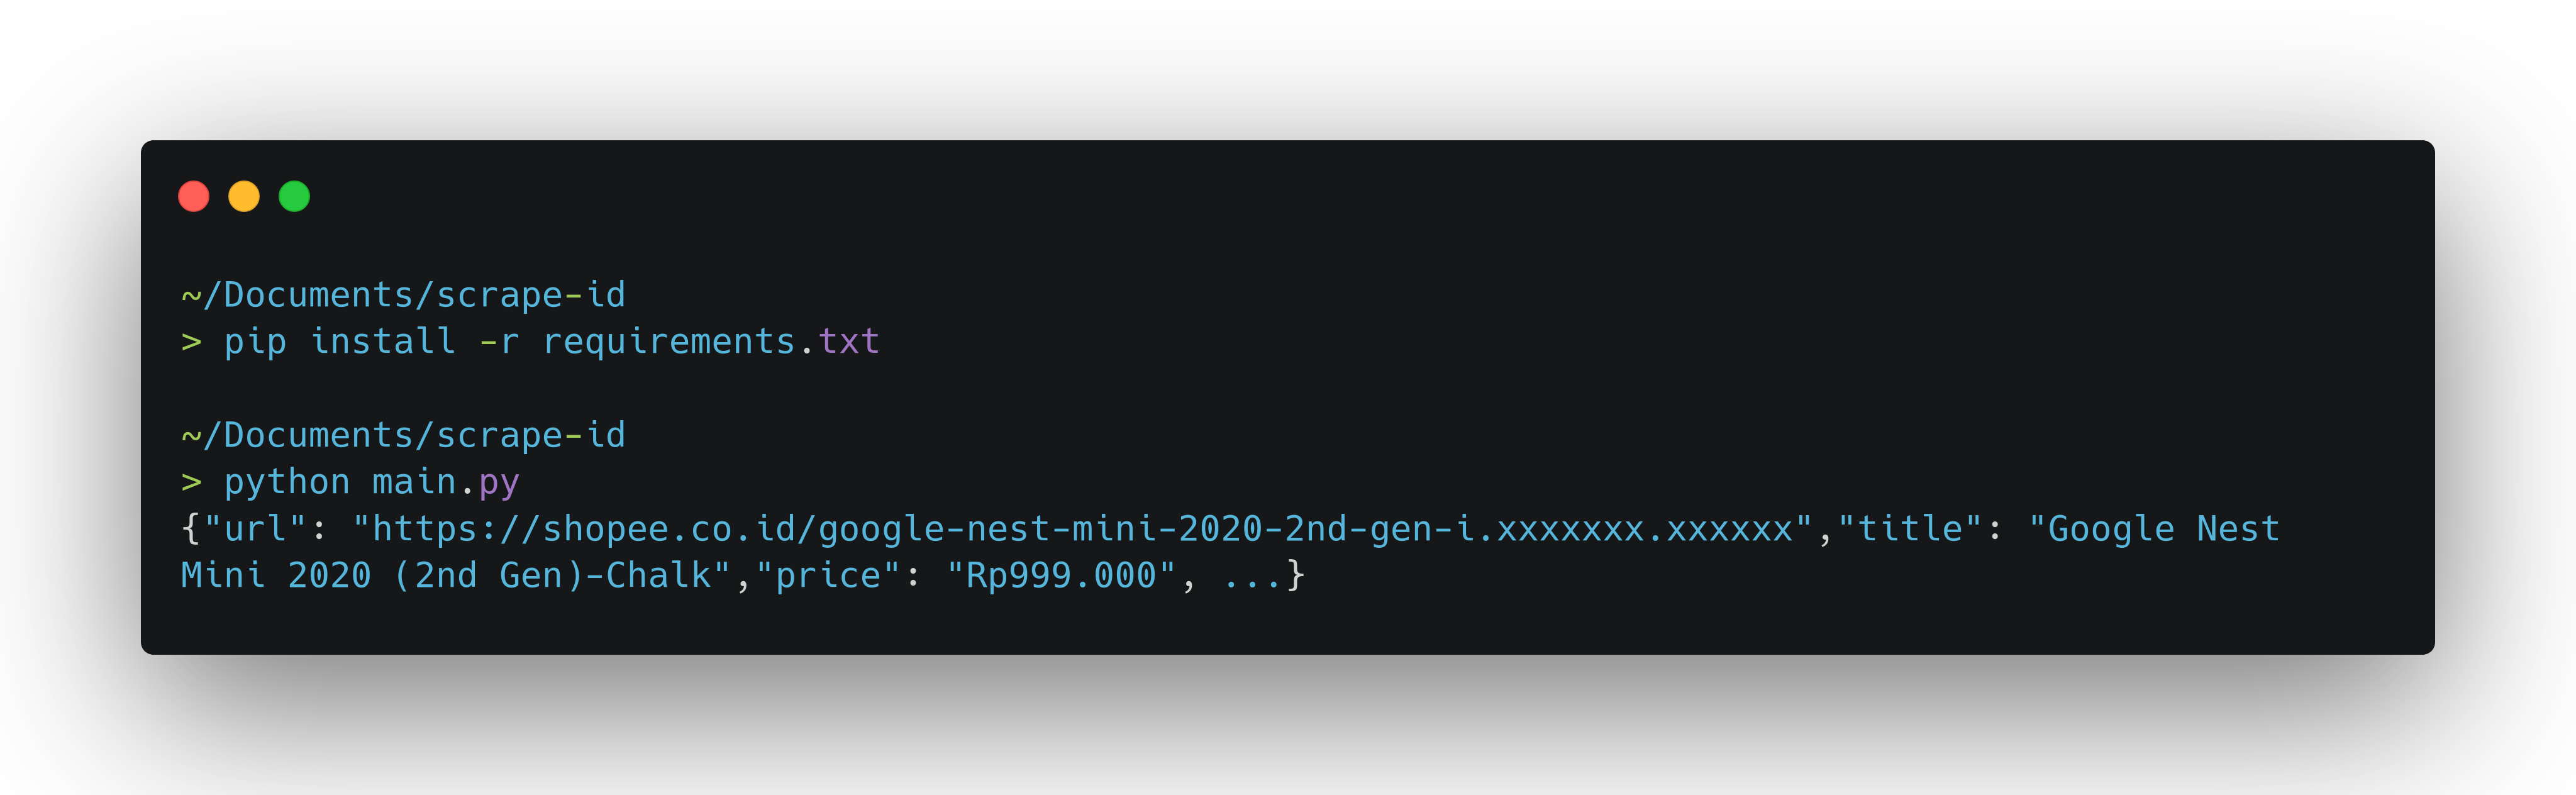 ~/Documents/scrape-id
> pip install -r requirements.txt
~/Documents/scrape-id
> python main.py
{"url": "https://shopee.co.id/google-nest-mini-2020-2nd-gen-i.xxxxxxx.xxxxxx","title": "Google Nest
Mini 2020 (2nd Gen)-Chalk","price": "Rp999.000", ...}